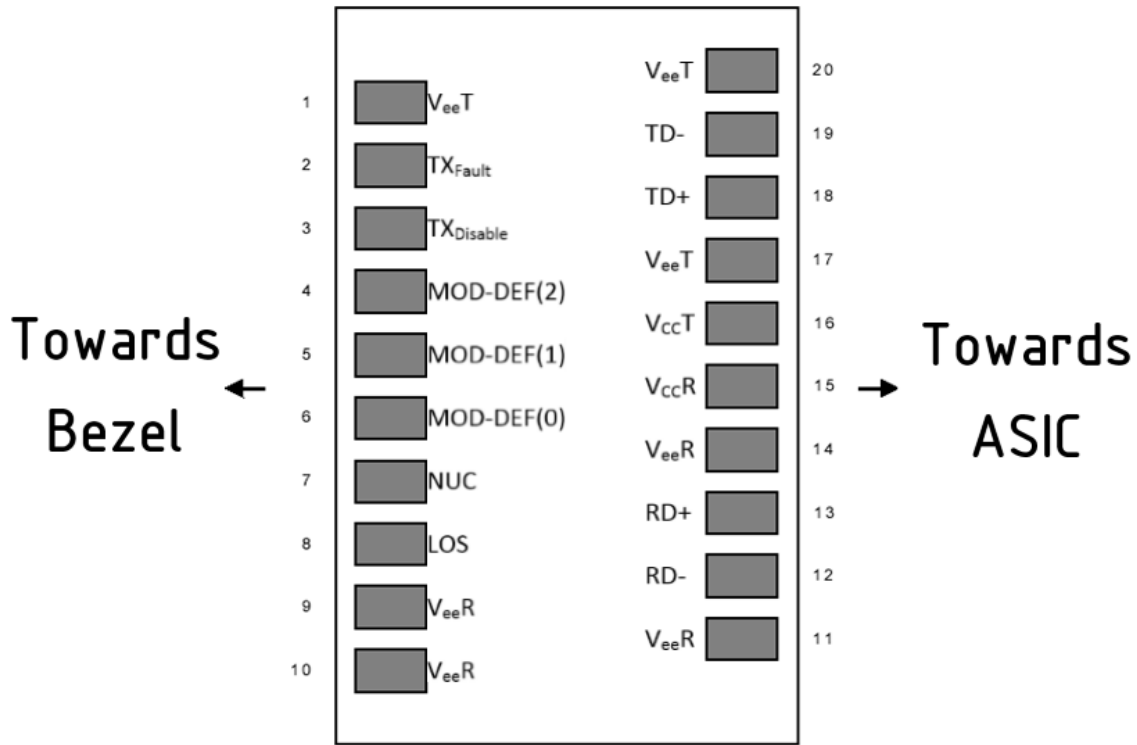 Towards
Bezel
1 VeeT
2 TXFault
3 TXDisable
4 MOD-DEF(2)
5 MOD-DEF(1)
6 MOD-DEF(0)
7 NUC
8 LOS
9 VeeR
10 VeeR
VeeT 20
TD- 19
TD+ 18
VeeT 17
VCCT 16
VCCR 15
VeeR 14
RD+ 13
RD- 12
VeeR 11
Towards
ASIC